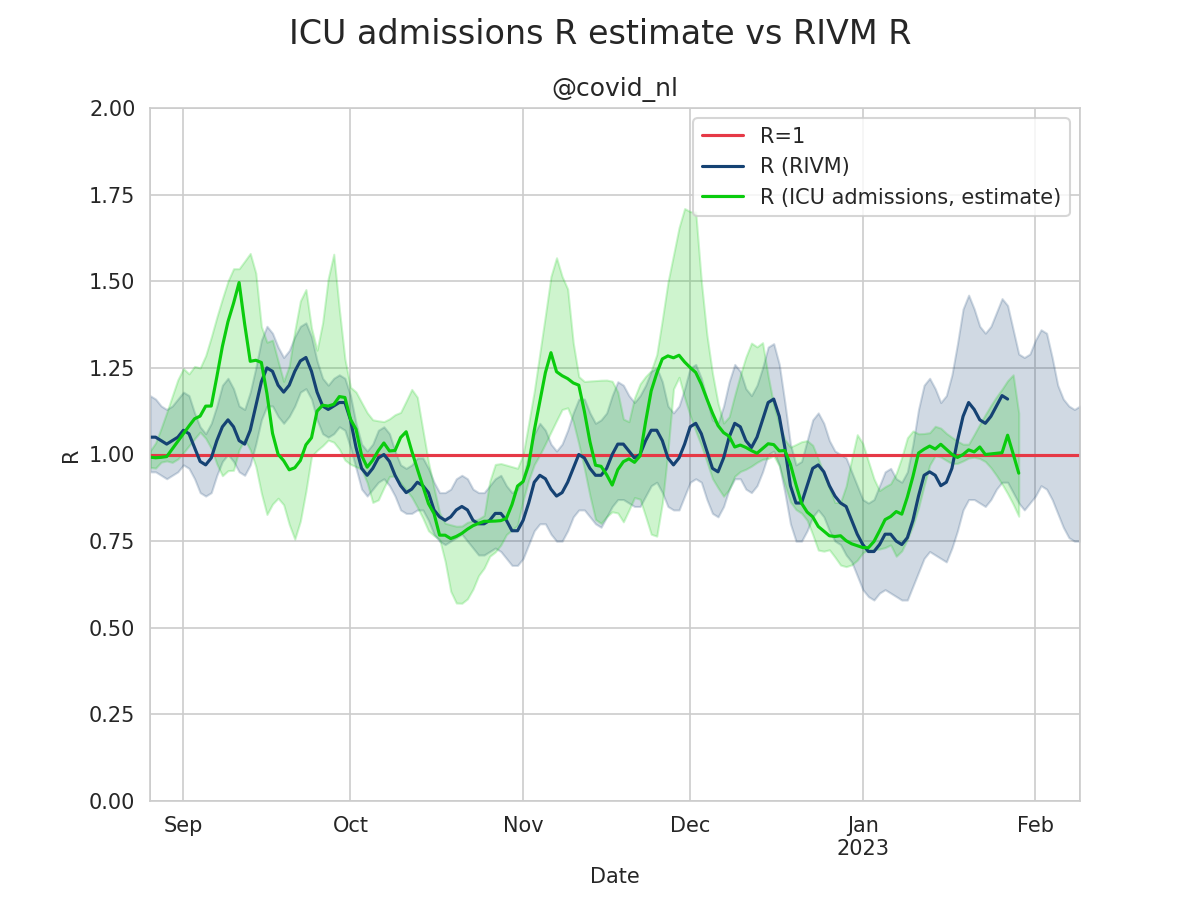 ICU admissions R estimate vs RIVM R
@covid_nl
2.00
1.75
1.50
1.25
1.00
0.75
0.50
0.25
0.00
R
R=1
R (RIVM)
R (ICU admissions, estimate)
Sep
Oct
Nov
Dec
Jan
2023
Feb
Date